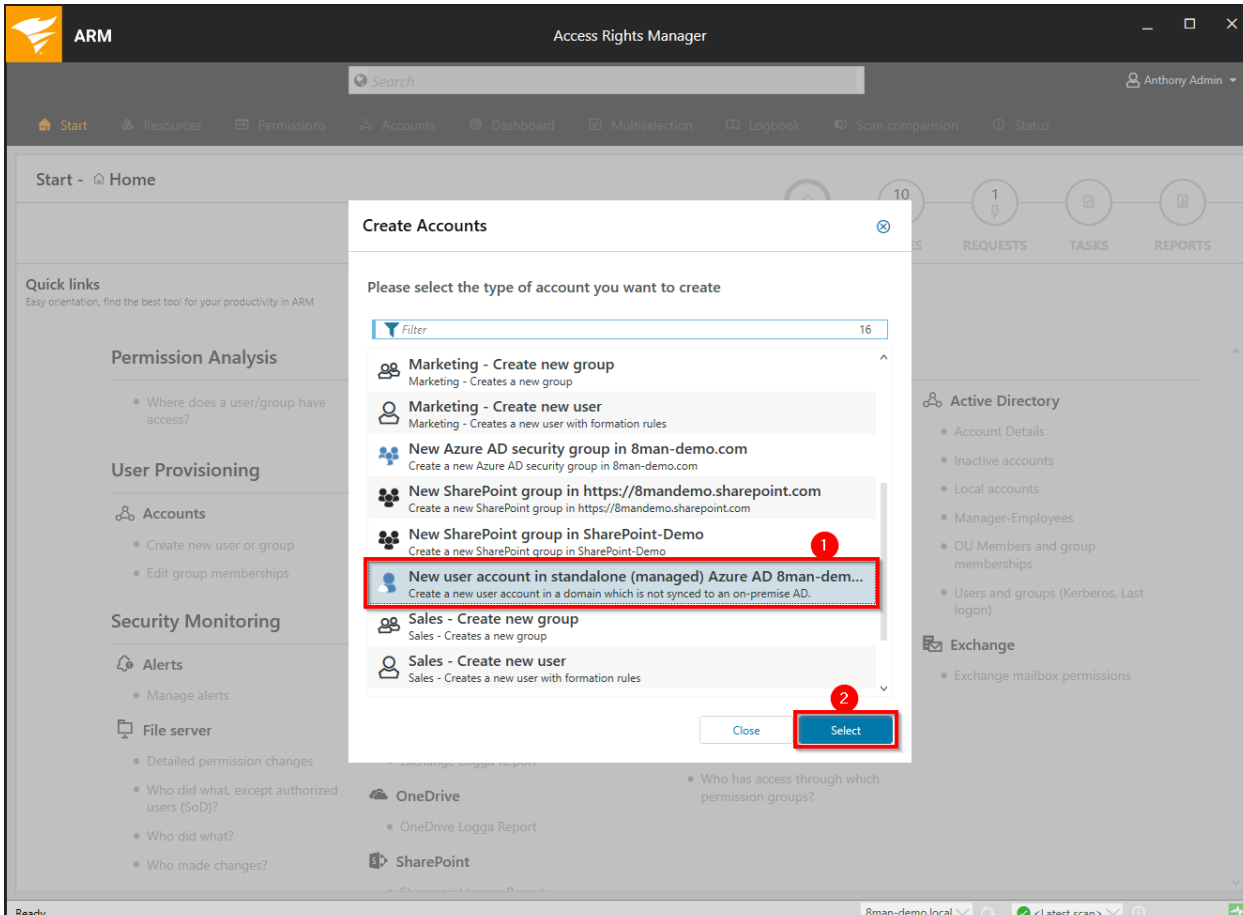 ARM
Access Rights Manager
Search
Anthony Admin
Start
Resources
Permissions
Accounts
Dashboard
Multiselection
Logbook
Scan comparision
Status
Start - Home
10
1
REQUESTS
TASKS
REPORTS
Quick links
Easy orientation, find the best tool for your productivity in ARM
Permission Analysis
Where does a user/group have
access?
User Provisioning
Accounts
Create new user or group
Edit group memberships
Security Monitoring
Alerts
Manage alerts
File server
Detailed permission changes
Who did what, except authorized
users (SoD)?
Who did what?
Who made changes?
Create Accounts
Please select the type of account you want to create
Filter
16
Marketing - Create new group
Marketing - Creates a new group
Marketing - Create new user
Marketing - Creates a new user with formation rules
New Azure AD security group in 8man-demo.com
Create a new Azure AD security group in 8man-demo.com
New SharePoint group in https://8mandemo.sharepoint.com
Create a new SharePoint group in https://8mandemo.sharepoint.com
New SharePoint group in SharePoint-Demo
Create a new SharePoint group in SharePoint-Demo
1
New user account in standalone (managed) Azure AD 8man-dem...
Create a new user account in a domain which is not synced to an on-premise AD.
Sales - Create new group
Sales - Creates a new group
Sales - Create new user
Sales - Creates a new user with formation rules
2
Close
Select
Exchange Logga Report
OneDrive
OneDrive Logga Report
SharePoint
Who has access through which
permission groups?
Active Directory
Account Details
Inactive accounts
Local accounts
Manager-Employees
OU Members and group
memberships
Users and groups (Kerberos, Last
logon)
Exchange
Exchange mailbox permissions
Ready
8man-demo.local
<Latest scan>